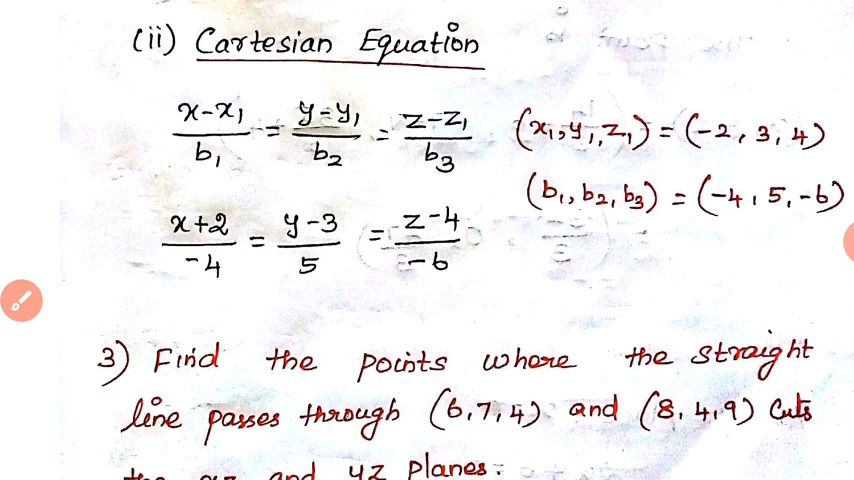 (ii) Cartesian Equation
x-x₁/b₁ = y-y₁/b₂ = z-z₁/b₃ (x₁,y₁,z₁) = (-2, 3, 4)
(b₁, b₂, b₃) = (-4, 5, -6)
x+2/-4 = y-3/5 = z-4/-6
3) Find the points where the straight
line passes through (6,7,4) and (8,4,9) cuts
the xz and yz planes.